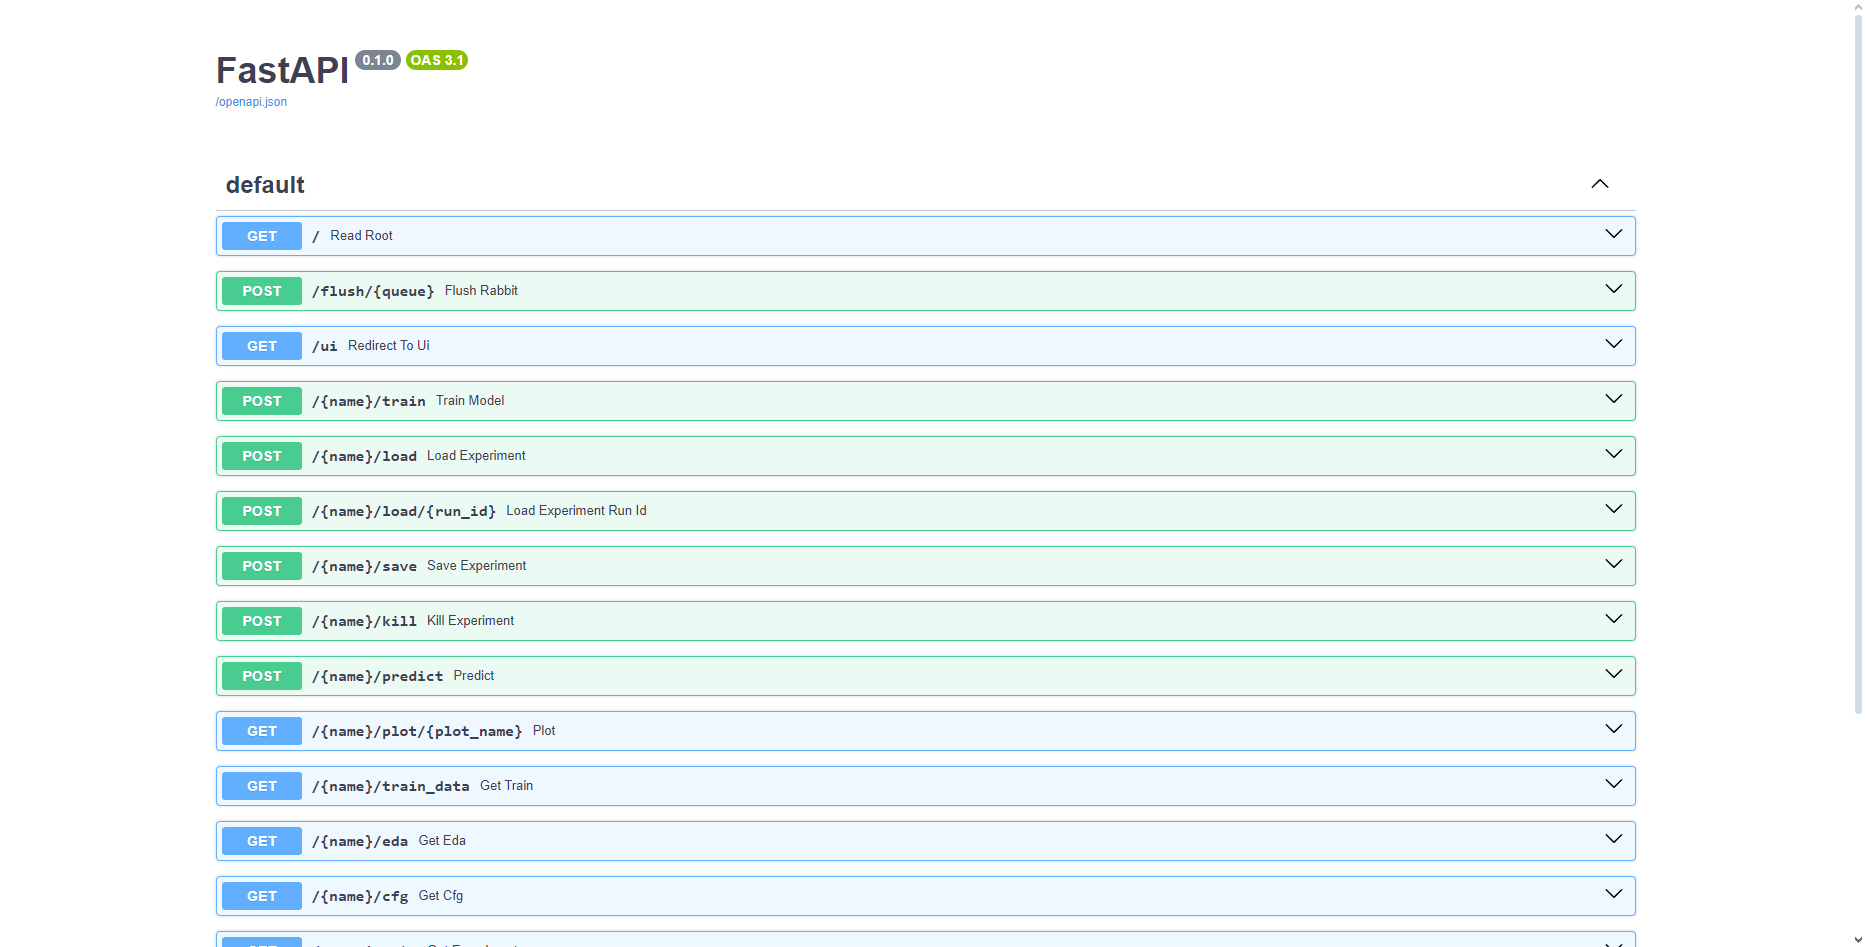 FastAPI 0.1.0 OAS 3.1
/openapi.json
default
GET / Read Root
POST /flush/{queue} Flush Rabbit
GET /ui Redirect To Ui
POST /{name}/train Train Model
POST /{name}/load Load Experiment
POST /{name}/load/{run_id} Load Experiment Run Id
POST /{name}/save Save Experiment
POST /{name}/kill Kill Experiment
POST /{name}/predict Predict
GET /{name}/plot/{plot_name} Plot
GET /{name}/train_data Get Train
GET /{name}/eda Get Eda
GET /{name}/cfg Get Cfg